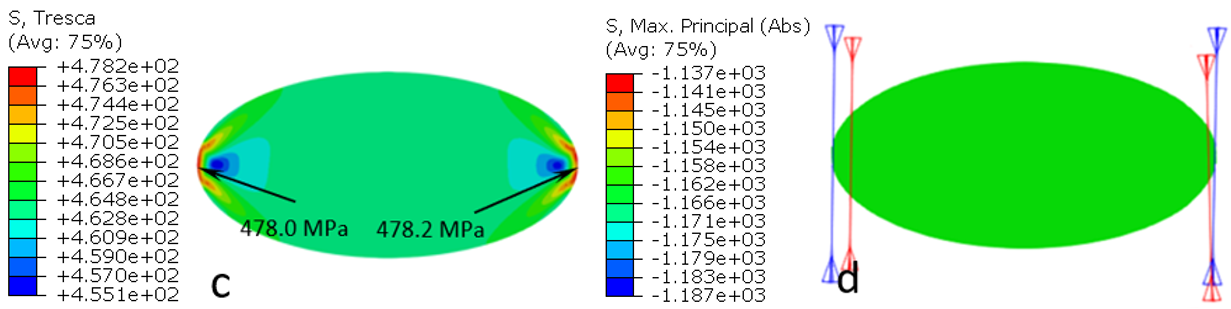 S, Tresca
(Avg: 75%)
+4.782e+02
+4.763e+02
+4.744e+02
+4.725e+02
+4.705e+02
+4.686e+02
+4.667e+02
+4.648e+02
+4.628e+02
+4.609e+02
+4.590e+02
+4.570e+02
+4.551e+02
478.0 MPa
478.2 MPa
c
S, Max. Principal (Abs)
(Avg: 75%)
-1.137e+03
-1.141e+03
-1.145e+03
-1.150e+03
-1.154e+03
-1.158e+03
-1.162e+03
-1.166e+03
-1.171e+03
-1.175e+03
-1.179e+03
-1.183e+03
-1.187e+03
d